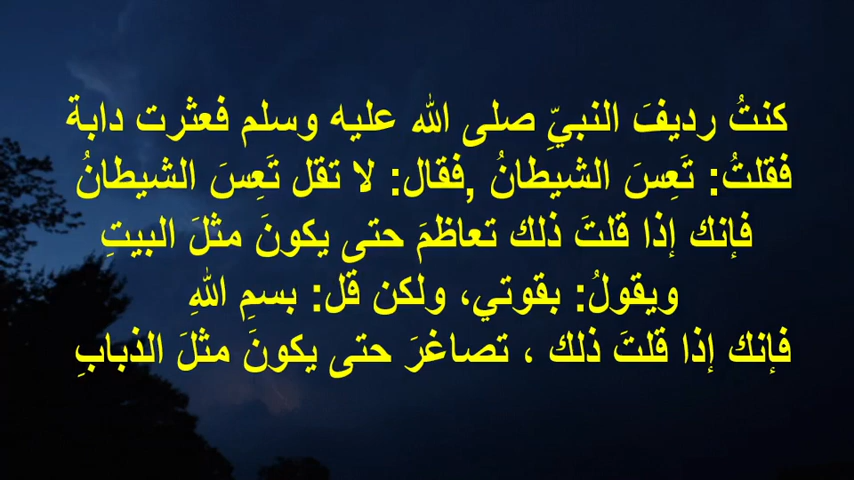 كنتُ رديفَ النبيِّ صلى الله عليه وسلم فعثرت دابة
فقلتُ: تَعِسَ الشيطانُ ,فقال: لا تقل تَعِسَ الشيطانُ
فإنك إذا قلتَ ذلك تعاظمَ حتى يكونَ مثلَ البيتِ
ويقولُ: بقوتي، ولكن قل: بسمِ اللهِ
فإنك إذا قلتَ ذلك ، تصاغرَ حتى يكونَ مثلَ الذبابِ